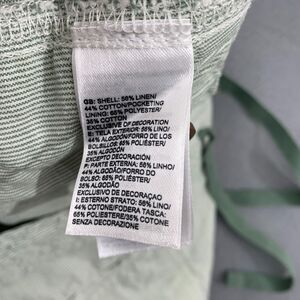 GB: SHELL: 56% LINEN/
44% COTTON/POCKETING
LINING: 65% POLYESTER/
35% COTTON
EXCLUSIVE OF DECORATION
E: TELA EXTERIOR: 56% LINO/
44% ALGODÓN/FORRO DE LOS
BOLSILLOS: 65% POLIÉSTER/
35% ALGODÓN
EXCEPTO DECORACIÓN
P: PARTE EXTERNA: 56% LINHO/
44% ALGODÃO/FORRO DO
BOLSO: 65% POLIÉSTER/
35% ALGODÃO
EXCLUSIVO DE DECORAÇÃO
I: ESTERNO STRATO: 56% LINO/
44% COTONE/FODERA TASCA:
65% POLIESTERE/35% COTONE
SENZA DECORAZIONE